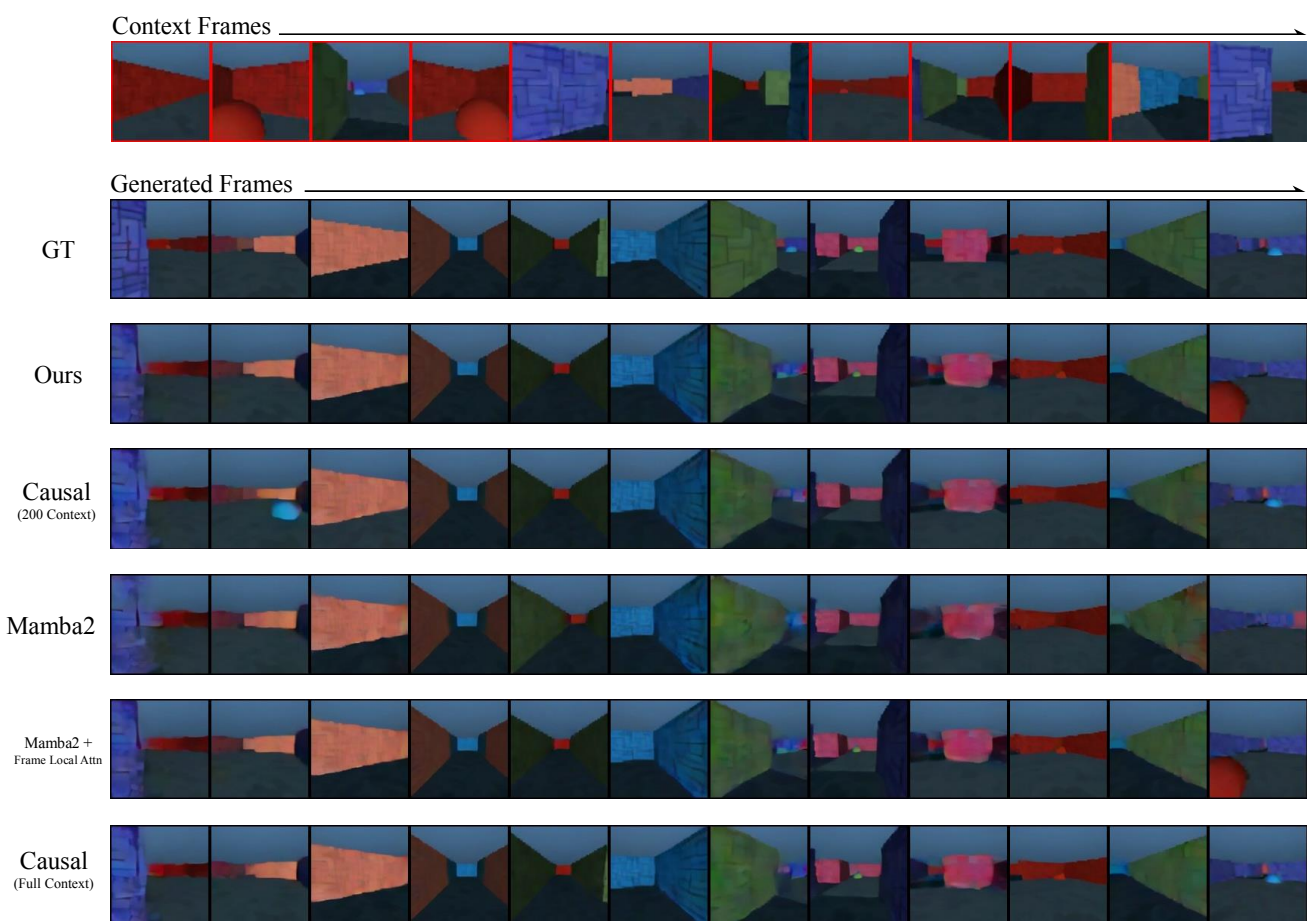 Context Frames
Generated Frames
GT
Ours
Causal
(200 Context)
Mamba2
Mamba2 +
Frame Local Attn
Causal
(Full Context)